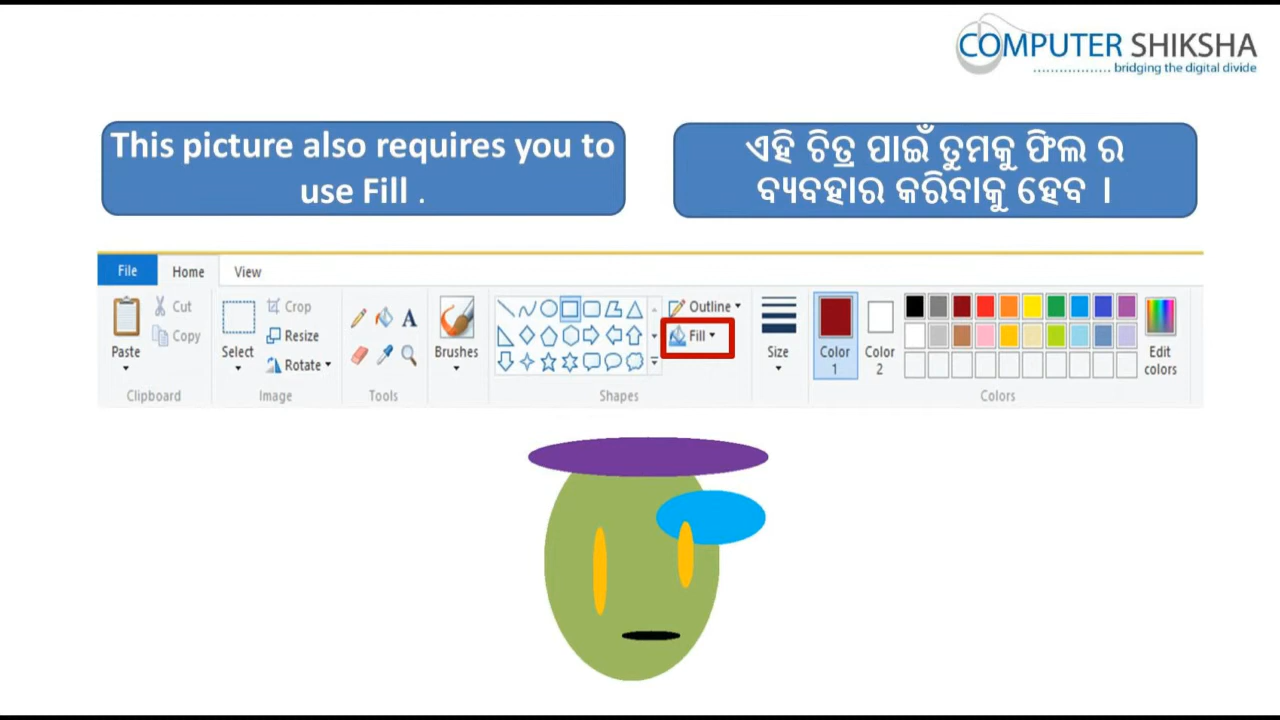 COMPUTER SHIKSHA
.................. bridging the digital divide
This picture also requires you to
use Fill .
ଏହି ଚିତ୍ର ପାଇଁ ତୁମକୁ ଫିଲ ର
ବ୍ୟବହାର କରିବାକୁ ହେବ ।
File Home View
Cut
Copy
Paste
Clipboard
Crop
Resize
Rotate
Select
Image
A
Tools
Brushes
Outline
Fill
Shapes
Size
Color
1
Color
2
Edit
colors
Colors